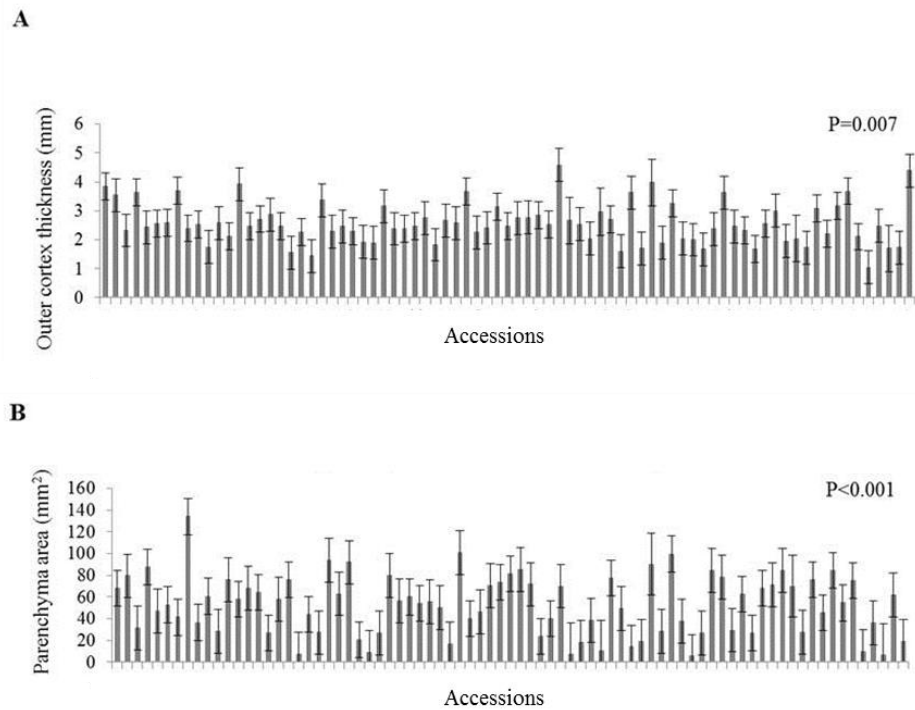 A
Outer cortex thickness (mm)
6
5
4
3
2
1
0
P=0.007
Accessions
B
Parenchyma area (mm²)
160
140
120
100
80
60
40
20
0
P<0.001
Accessions